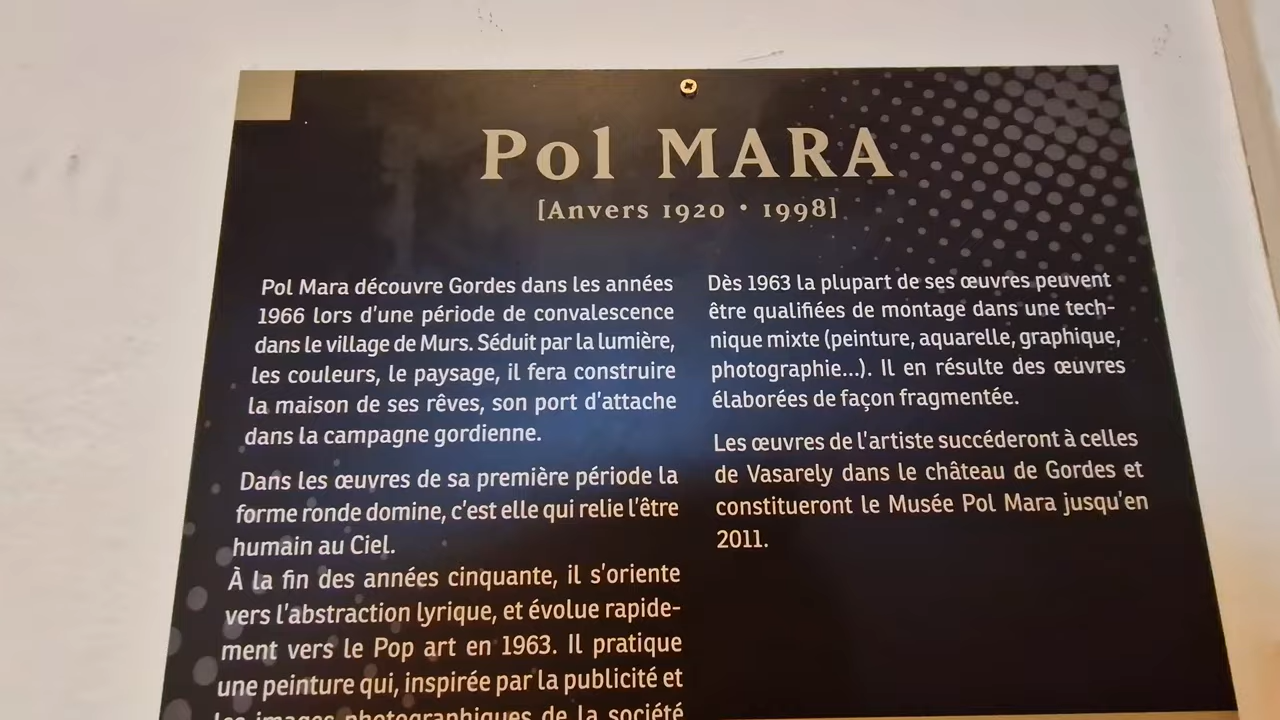 Pol MARA
[Anvers 1920 • 1998]
Pol Mara découvre Gordes dans les années
1966 lors d'une période de convalescence
dans le village de Murs. Séduit par la lumière,
les couleurs, le paysage, il fera construire
la maison de ses rêves, son port d'attache
dans la campagne gordienne.
Dans les œuvres de sa première période la
forme ronde domine, c'est elle qui relie l'être
humain au Ciel.
À la fin des années cinquante, il s'oriente
vers l'abstraction lyrique, et évolue rapide-
ment vers le Pop art en 1963. Il pratique
une peinture qui, inspirée par la publicité et
les images photographiques de la société
Dès 1963 la plupart de ses œuvres peuvent
être qualifiées de montage dans une tech-
nique mixte (peinture, aquarelle, graphique,
photographie...). Il en résulte des œuvres
élaborées de façon fragmentée.
Les œuvres de l'artiste succéderont à celles
de Vasarely dans le château de Gordes et
constitueront le Musée Pol Mara jusqu'en
2011.